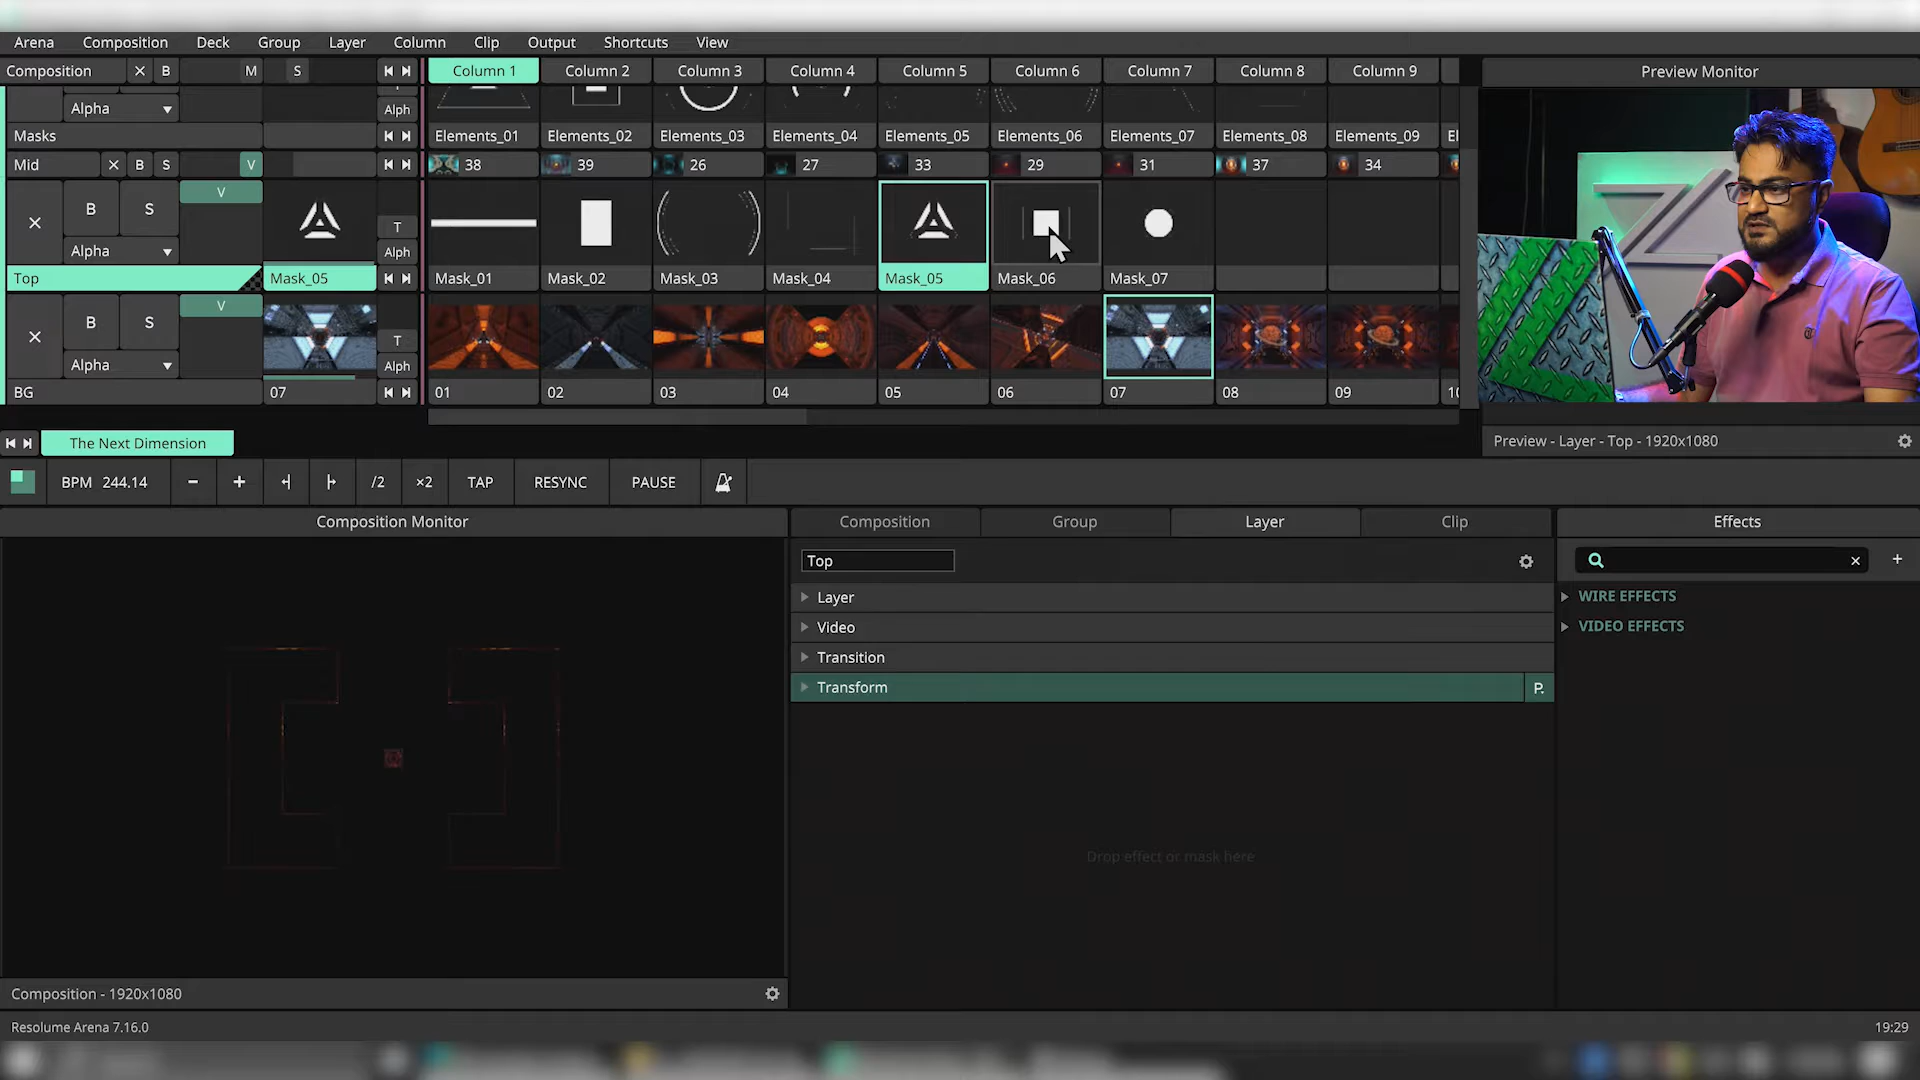 Arena Composition Deck Group Layer Column Clip Output Shortcuts View
Composition × B M S Column 1 Column 2 Column 3 Column 4 Column 5 Column 6 Column 7 Column 8 Column 9 Preview Monitor
Alpha Alph
Masks Elements_01 Elements_02 Elements_03 Elements_04 Elements_05 Elements_06 Elements_07 Elements_08 Elements_09 El
Mid × B S V 38 39 26 27 33 29 31 37 34
V
× B S T
Alpha Alph
Top Mask_05 Mask_01 Mask_02 Mask_03 Mask_04 Mask_05 Mask_06 Mask_07
V
× B S T
Alpha Alph
BG 07 01 02 03 04 05 06 07 08 09 10
The Next Dimension Preview - Layer - Top - 1920x1080
BPM 244.14 - + /2 ×2 TAP RESYNC PAUSE
Composition Monitor Composition Group Layer Clip Effects
Top
Layer WIRE EFFECTS
Video VIDEO EFFECTS
Transition
Transform P.
Drop effect or mask here
Composition - 1920x1080
Resolume Arena 7.16.0 19:29